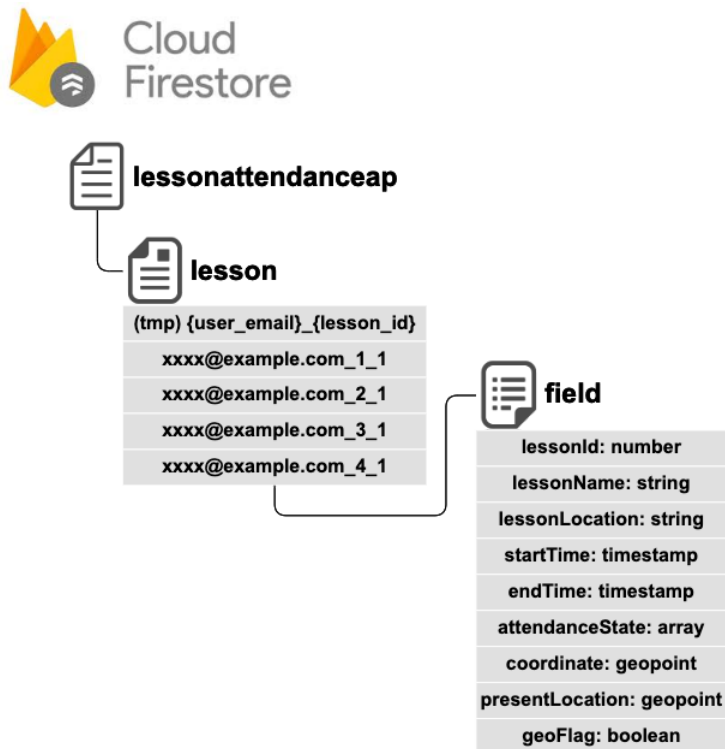 Cloud
Firestore
lessonattendanceap
lesson
(tmp) {user_email}_{lesson_id}
xxxx@example.com_1_1
xxxx@example.com_2_1
xxxx@example.com_3_1
xxxx@example.com_4_1
field
lessonId: number
lessonName: string
lessonLocation: string
startTime: timestamp
endTime: timestamp
attendanceState: array
coordinate: geopoint
presentLocation: geopoint
geoFlag: boolean